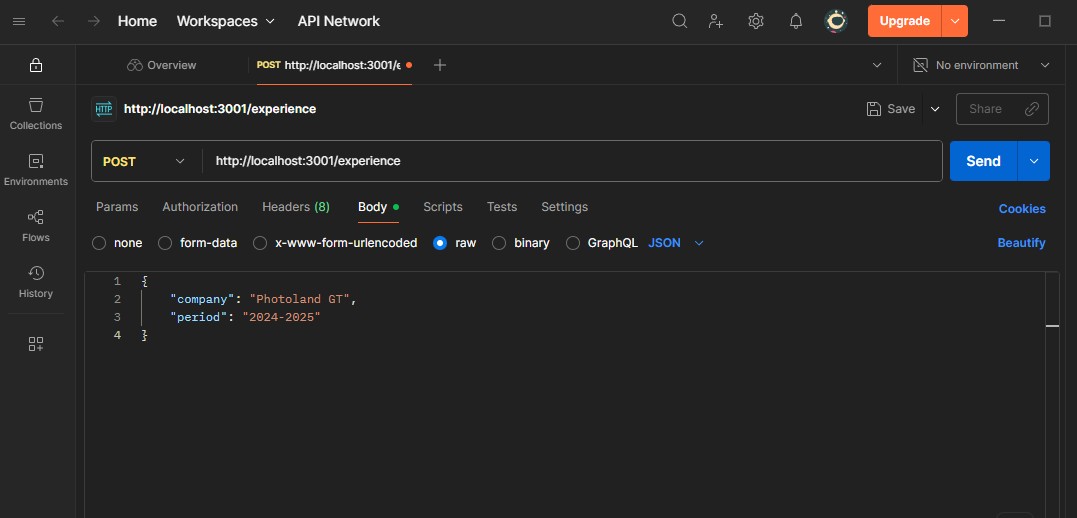 Home Workspaces API Network Upgrade
Overview POST http://localhost:3001/e No environment
HTTP http://localhost:3001/experience Save Share
POST http://localhost:3001/experience Send
Params Authorization Headers (8) Body Scripts Tests Settings Cookies
none form-data x-www-form-urlencoded raw binary GraphQL JSON Beautify
Collections
Environments
Flows
History
1 {
2 "company": "Photoland GT",
3 "period": "2024-2025"
4 }